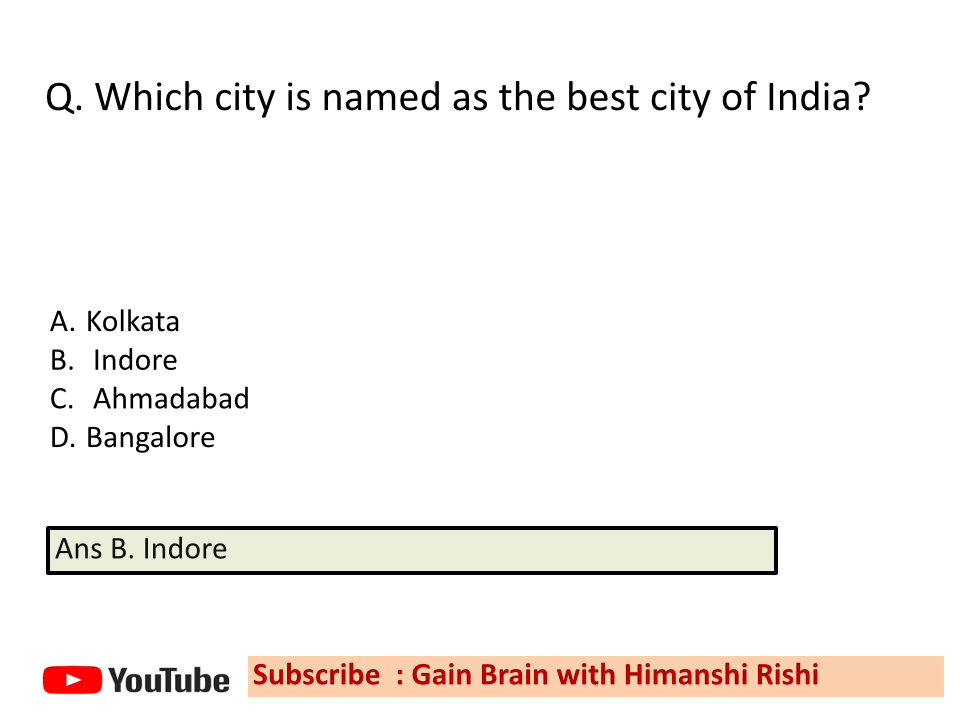 Q. Which city is named as the best city of India?
A. Kolkata
B. Indore
C. Ahmadabad
D. Bangalore
Ans B. Indore
YouTube Subscribe : Gain Brain with Himanshi Rishi